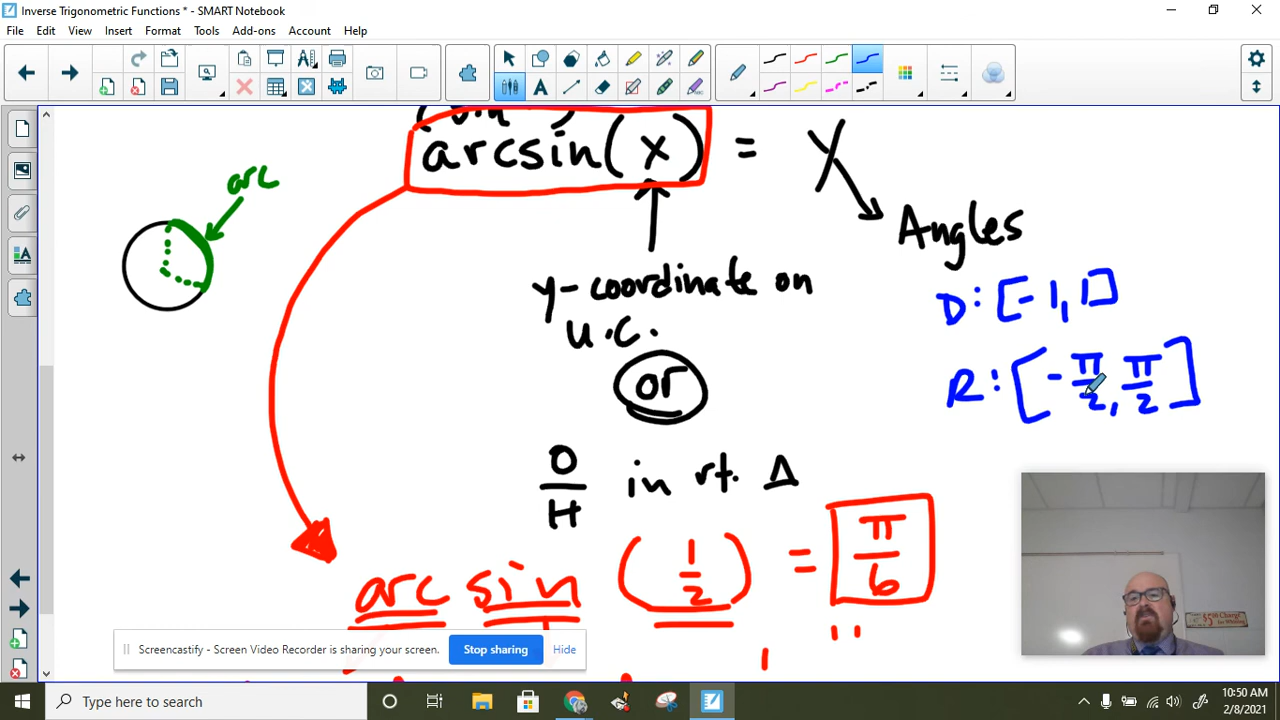 Inverse Trigonometric Functions * - SMART Notebook
File Edit View Insert Format Tools Add-ons Account Help
arcsin(x) = y
arc
Angles
y-coordinate on
u.c.
D: [-1, 1]
or
R: [-π/2, π/2]
O/H in rt. Δ
arc sin (1/2) = π/6
Screencastify - Screen Video Recorder is sharing your screen. Stop sharing Hide
Type here to search
10:50 AM
2/8/2021